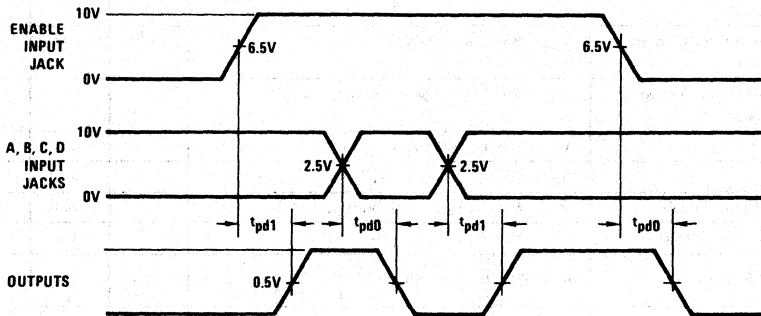 10V
ENABLE
INPUT
JACK
6.5V
6.5V
0V
10V
A, B, C, D
INPUT
JACKS
2.5V
2.5V
0V
tpd1
tpd0
tpd1
tpd0
OUTPUTS
0.5V